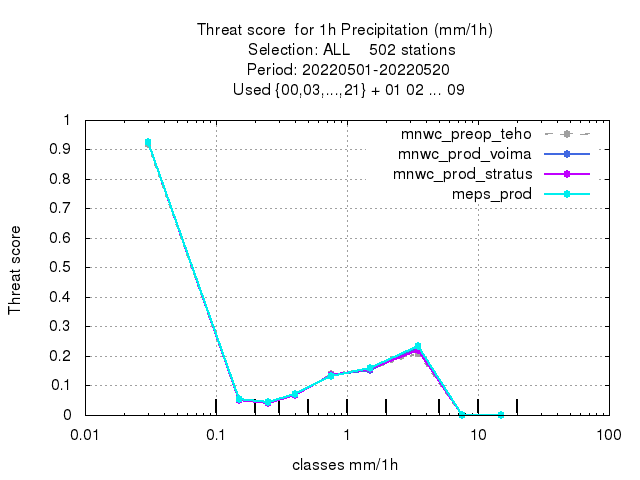 Threat score  for 1h Precipitation (mm/1h)
Selection: ALL    502 stations
Period: 20220501-20220520
Used {00,03,...,21} + 01 02 ... 09
mnwc_preop_teho
mnwc_prod_voima
mnwc_prod_stratus
meps_prod
1
0.9
0.8
0.7
0.6
0.5
0.4
0.3
0.2
0.1
0
Threat score
0.01 0.1 1 10 100
classes mm/1h